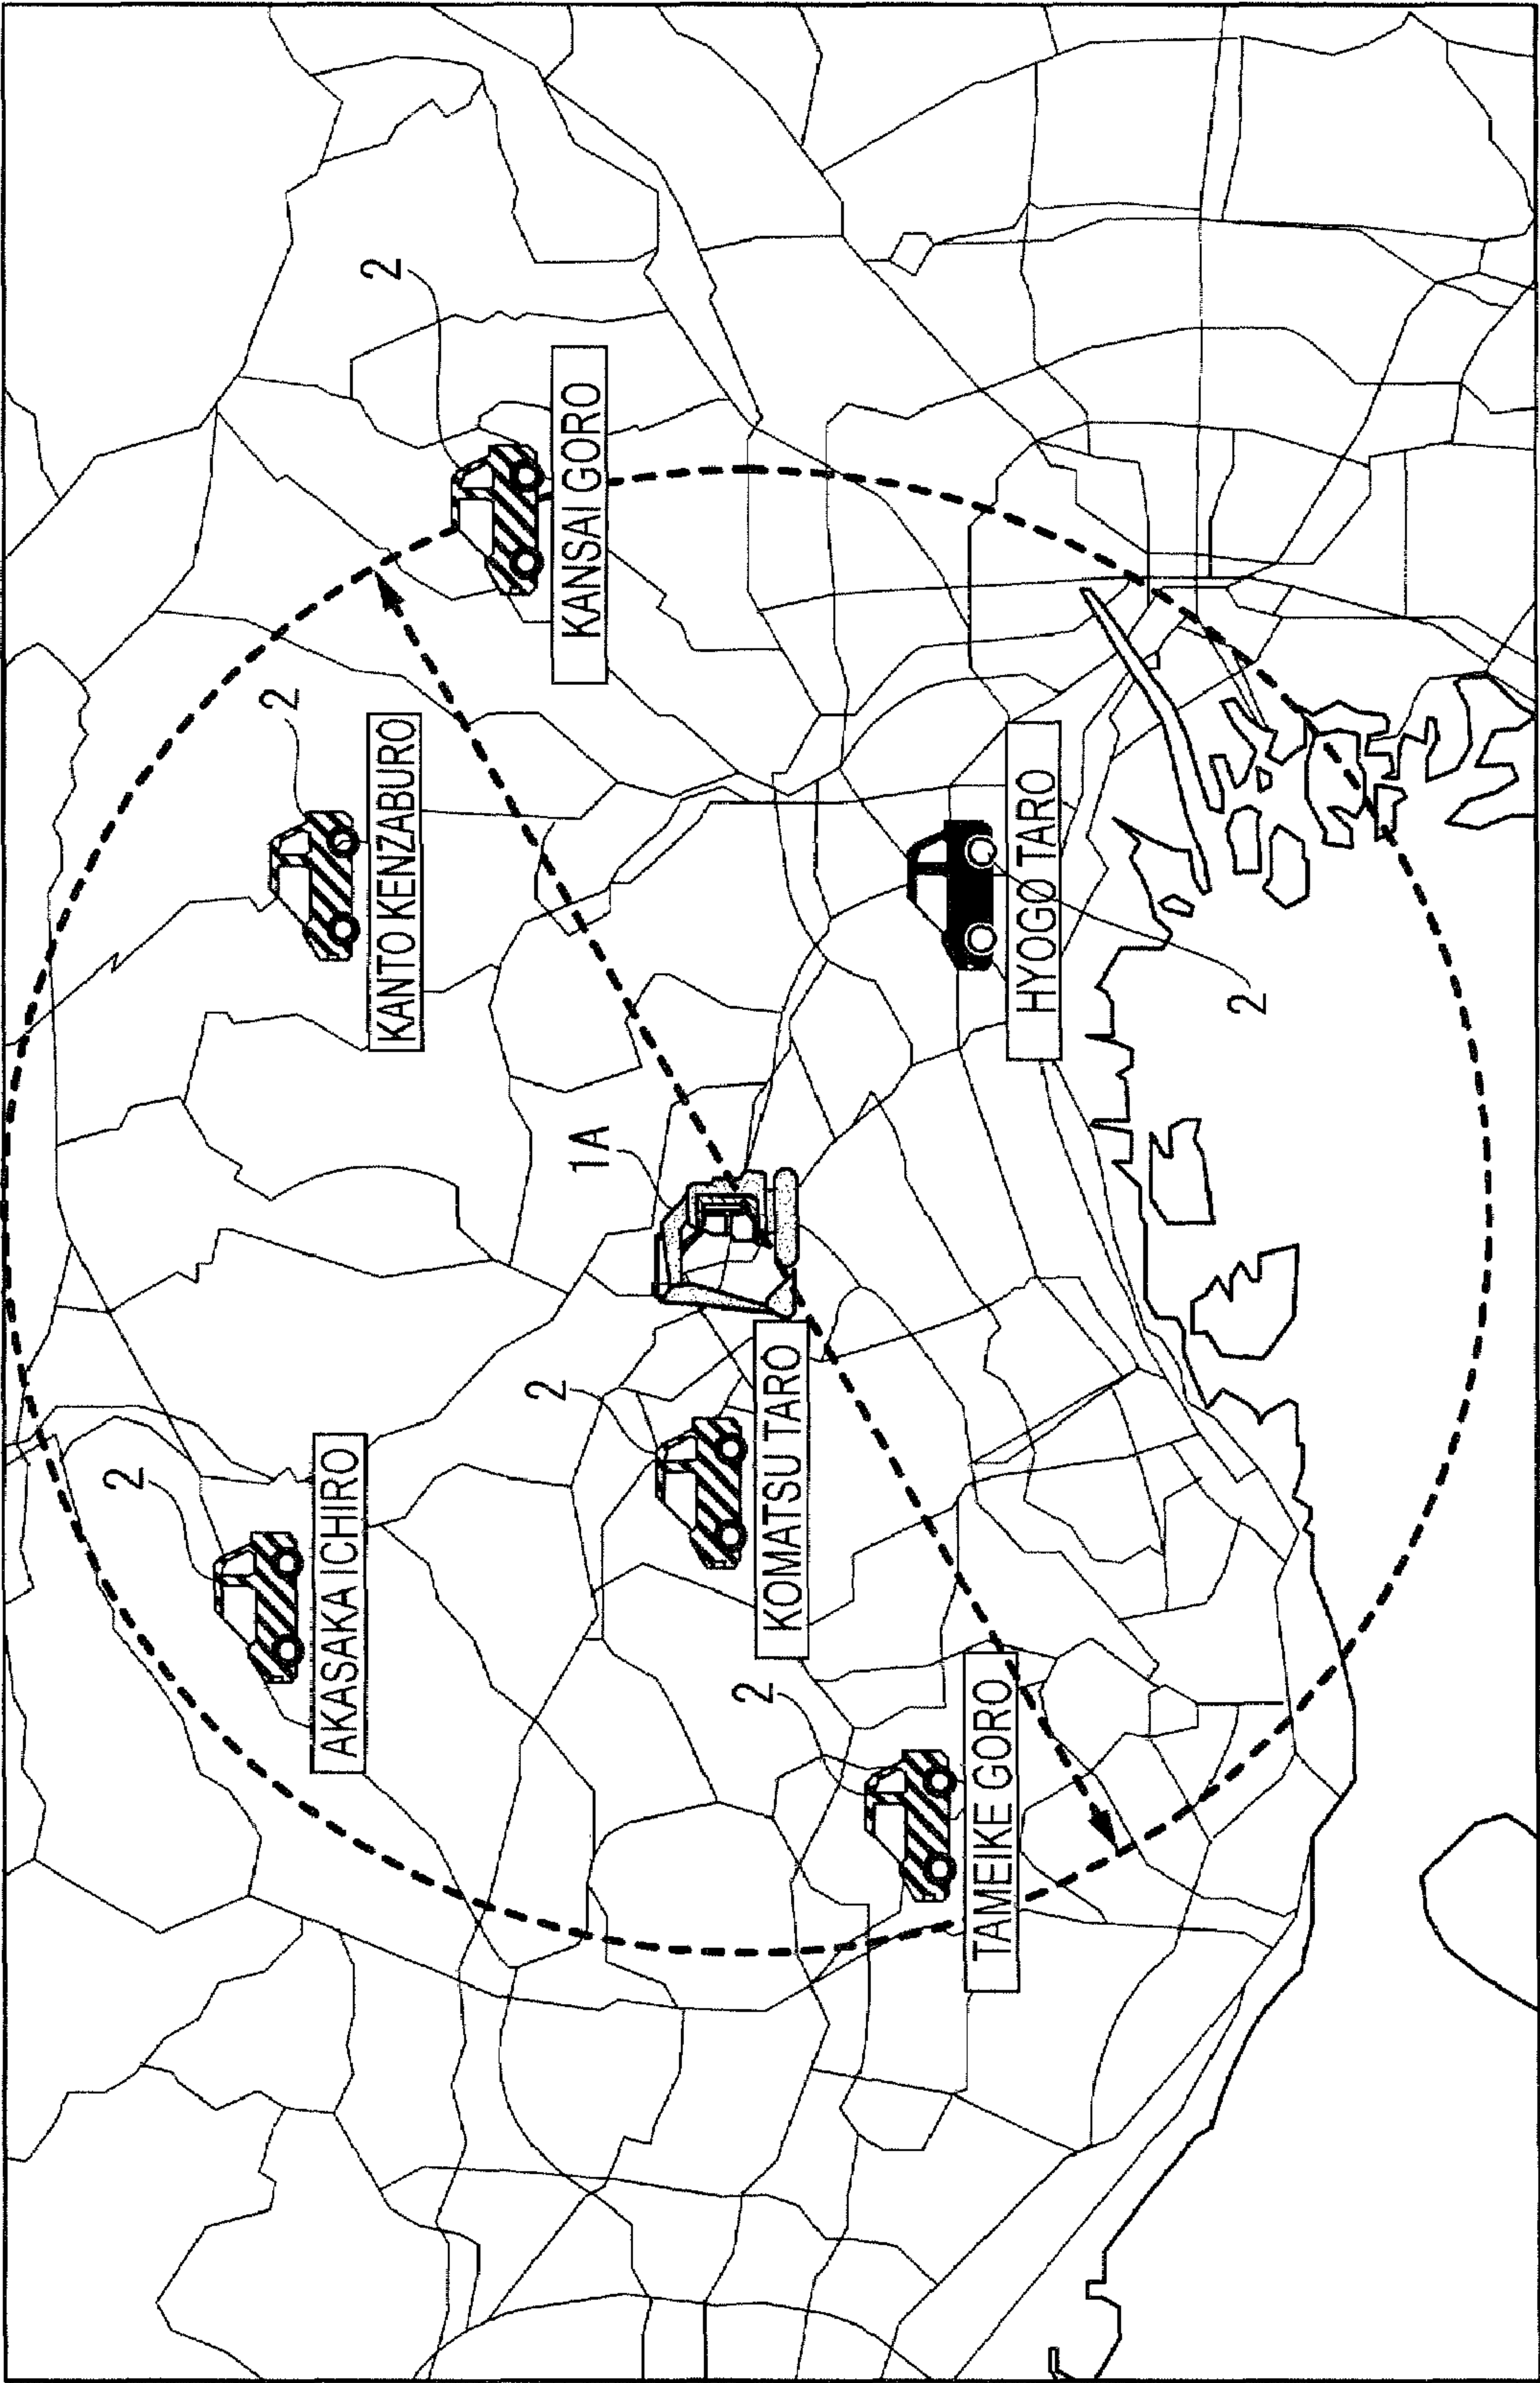 2
2
AKASAKA ICHIRO
2
KANTO KENZABURO
2
1A
KANSAI GORO
2
KOMATSU TARO
TAMEIKE GORO
HYOGO TARO
2